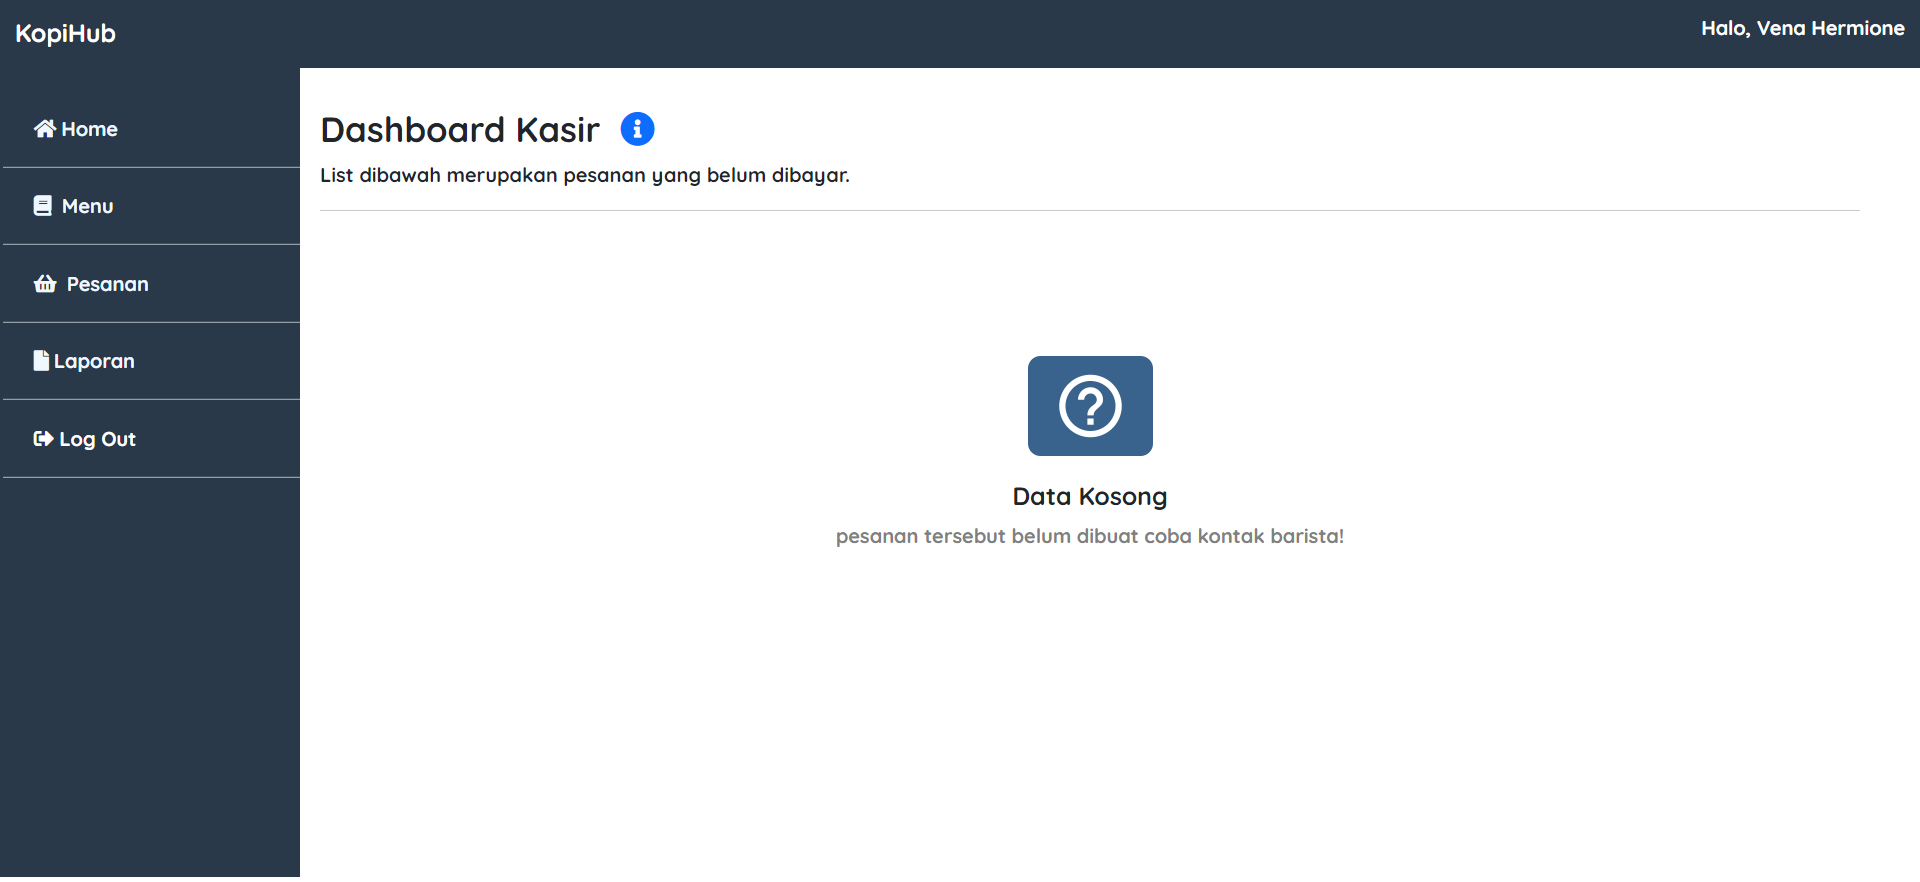 KopiHub
Halo, Vena Hermione
Home
Menu
Pesanan
Laporan
Log Out
Dashboard Kasir
List dibawah merupakan pesanan yang belum dibayar.
Data Kosong
pesanan tersebut belum dibuat coba kontak barista!